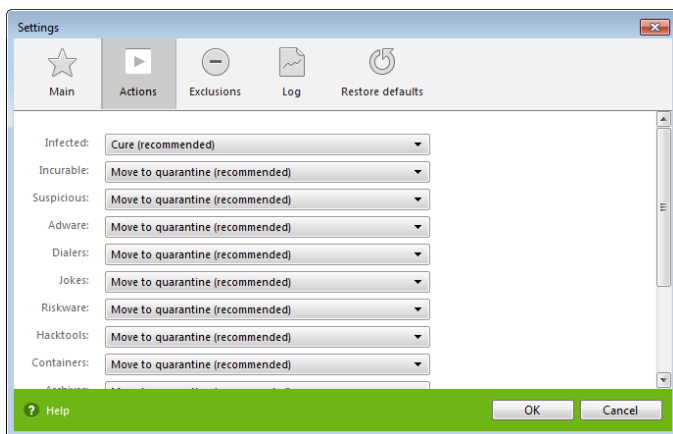 Settings
Main Actions Exclusions Log Restore defaults
Infected: Cure (recommended)
Incurable: Move to quarantine (recommended)
Suspicious: Move to quarantine (recommended)
Adware: Move to quarantine (recommended)
Dialers: Move to quarantine (recommended)
Jokes: Move to quarantine (recommended)
Riskware: Move to quarantine (recommended)
Hacktools: Move to quarantine (recommended)
Containers: Move to quarantine (recommended)
? Help OK Cancel